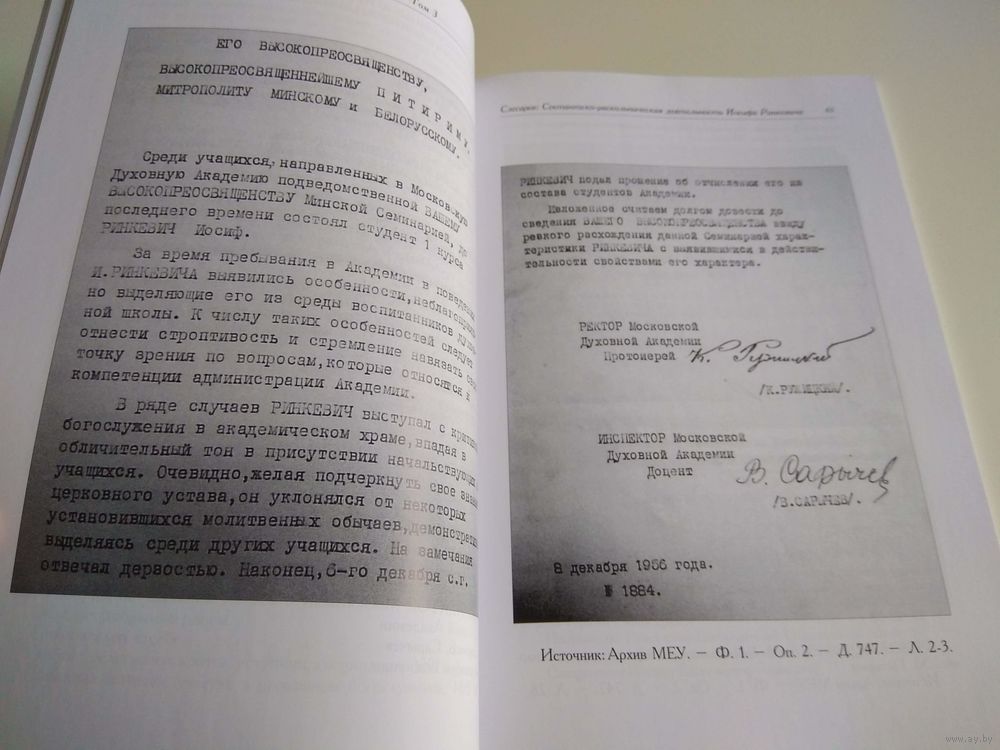 Том 3
ЕГО ВЫСОКОПРЕОСВЯЩЕНСТВУ,
ВЫСОКОПРЕОСВЯЩЕННЕЙШЕМУ ПИТИРИМУ,
МИТРОПОЛИТУ МИНСКОМУ и БЕЛОРУССКОМУ.
Среди учащихся, направленных в Московскую
Духовную Академию подведомственной ВАШЕМУ
ВЫСОКОПРЕОСВЯЩЕНСТВУ Минской Семинарией, до
последнего времени состоял студент 1 курса
РИНКЕВИЧ Иосиф.
За время пребывания в Академии в поведении
И.РИНКЕВИЧА выявились особенности,
но выделяющие его из среды воспитанников
ной школы. К числу таких особенностей следует
отнести строптивость и стремление навязать
точку зрения по вопросам, которые относятся к
компетенции администрации Академии.
В ряде случаев РИНКЕВИЧ выступал с
богослужения в академическом храме, впадая в
обличительный тон в присутствии начальствующих
учащихся. Очевидно, желая подчеркнуть свое
церковного устава, он уклонялся от некоторых
установившихся молитвенных обычаев,
выделяясь среди других учащихся. На замечания
отвечал дерзостью. Наконец, 6-го декабря с.г.
Слесарев: Сектантско-раскольническая деятельность Иосифа Ринкевича
РИНКЕВИЧ подал прошение об отчислении его из
состава студентов Академии.
Изложенное считаем долгом довести до
сведения ВАШЕГО ВЫСОКОПРЕОСВЯЩЕНСТВА ввиду
резкого расхождения данной Семинарией харак-
теристики РИНКЕВИЧА с выявившимися в действи-
тельности свойствами его характера.
РЕКТОР Московской
Духовной Академии
Протоиерей К. Ружицкий
/К.РУЖИЦКИЙ/.
ИНСПЕКТОР Московской
Духовной Академии
Доцент В. Сарычев
/В.САРЫЧЕВ/.
8 декабря 1956 года.
№ 1884.
Источник: Архив МЕУ. – Ф. 1. – Оп. 2. – Д. 747. – Л. 2-3.
www.ay.by